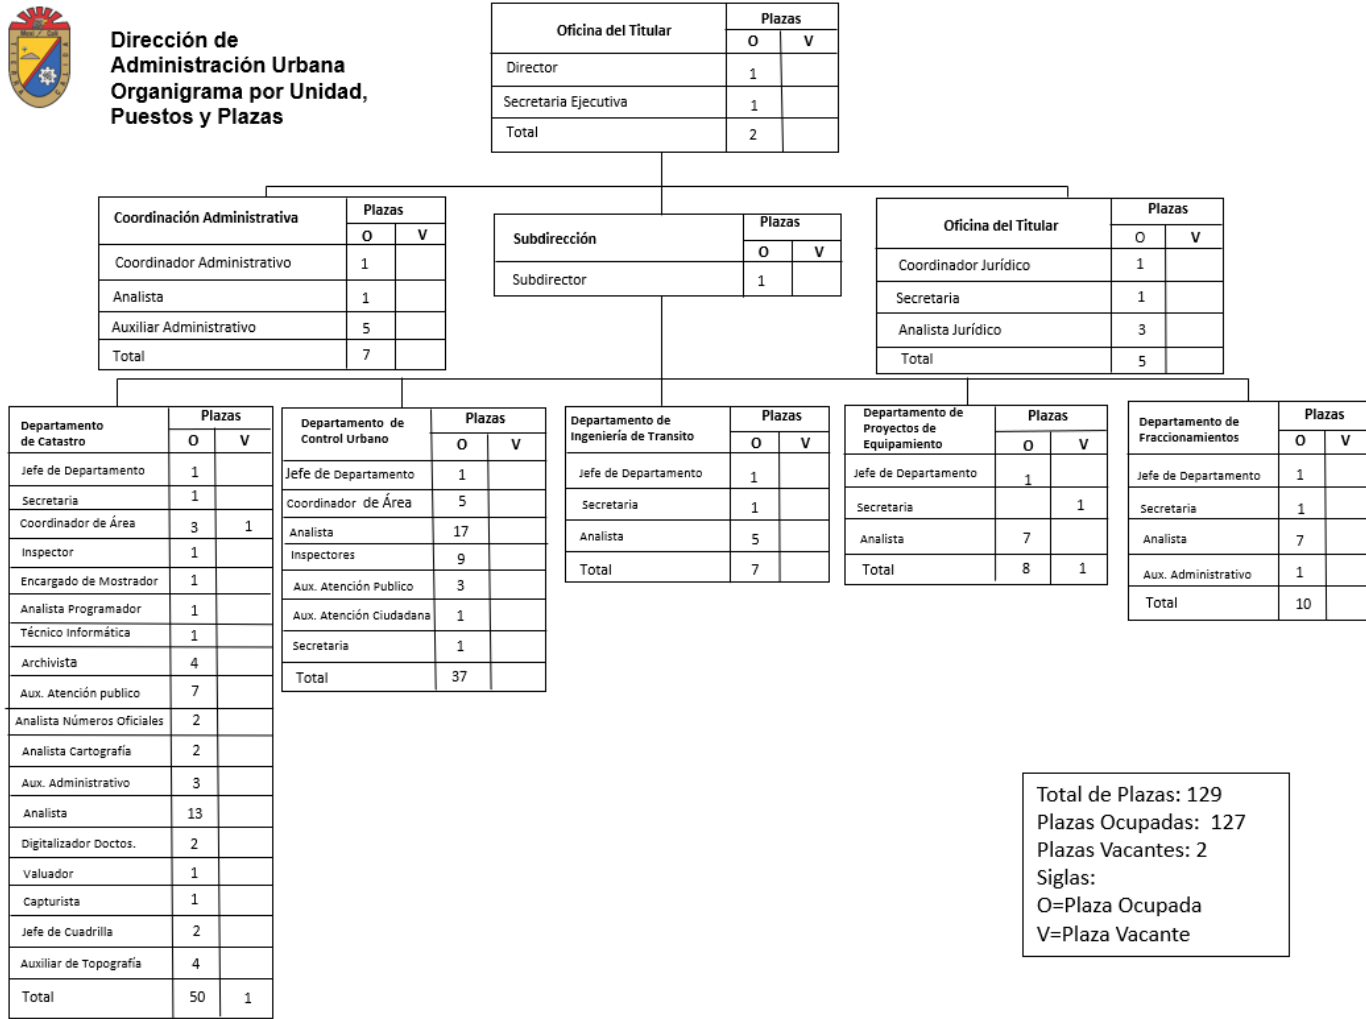 Dirección de
Administración Urbana
Organigrama por Unidad,
Puestos y Plazas
Oficina del Titular
Plazas
O V
Director 1
Secretaria Ejecutiva 1
Total 2
Coordinación Administrativa
Plazas
O V
Coordinador Administrativo 1
Analista 1
Auxiliar Administrativo 5
Total 7
Subdirección
Plazas
O V
Subdirector 1
Oficina del Titular
Plazas
O V
Coordinador Jurídico 1
Secretaria 1
Analista Jurídico 3
Total 5
Departamento
de Catastro
Plazas
O V
Jefe de Departamento 1
Secretaria 1
Coordinador de Área 3 1
Inspector 1
Encargado de Mostrador 1
Analista Programador 1
Técnico Informática 1
Archivista 4
Aux. Atención publico 7
Analista Números Oficiales 2
Analista Cartografía 2
Aux. Administrativo 3
Analista 13
Digitalizador Doctos. 2
Valuador 1
Capturista 1
Jefe de Cuadrilla 2
Auxiliar de Topografía 4
Total 50 1
Departamento de
Control Urbano
Plazas
O V
Jefe de Departamento 1
Coordinador de Área 5
Analista 17
Inspectores 9
Aux. Atención Publico 3
Aux. Atención Ciudadana 1
Secretaria 1
Total 37
Departamento de
Ingeniería de Transito
Plazas
O V
Jefe de Departamento 1
Secretaria 1
Analista 5
Total 7
Departamento de
Proyectos de
Equipamiento
Plazas
O V
Jefe de Departamento 1
Secretaria 1
Analista 7
Total 8 1
Departamento de
Fraccionamientos
Plazas
O V
Jefe de Departamento 1
Secretaria 1
Analista 7
Aux. Administrativo 1
Total 10
Total de Plazas: 129
Plazas Ocupadas: 127
Plazas Vacantes: 2
Siglas:
O=Plaza Ocupada
V=Plaza Vacante